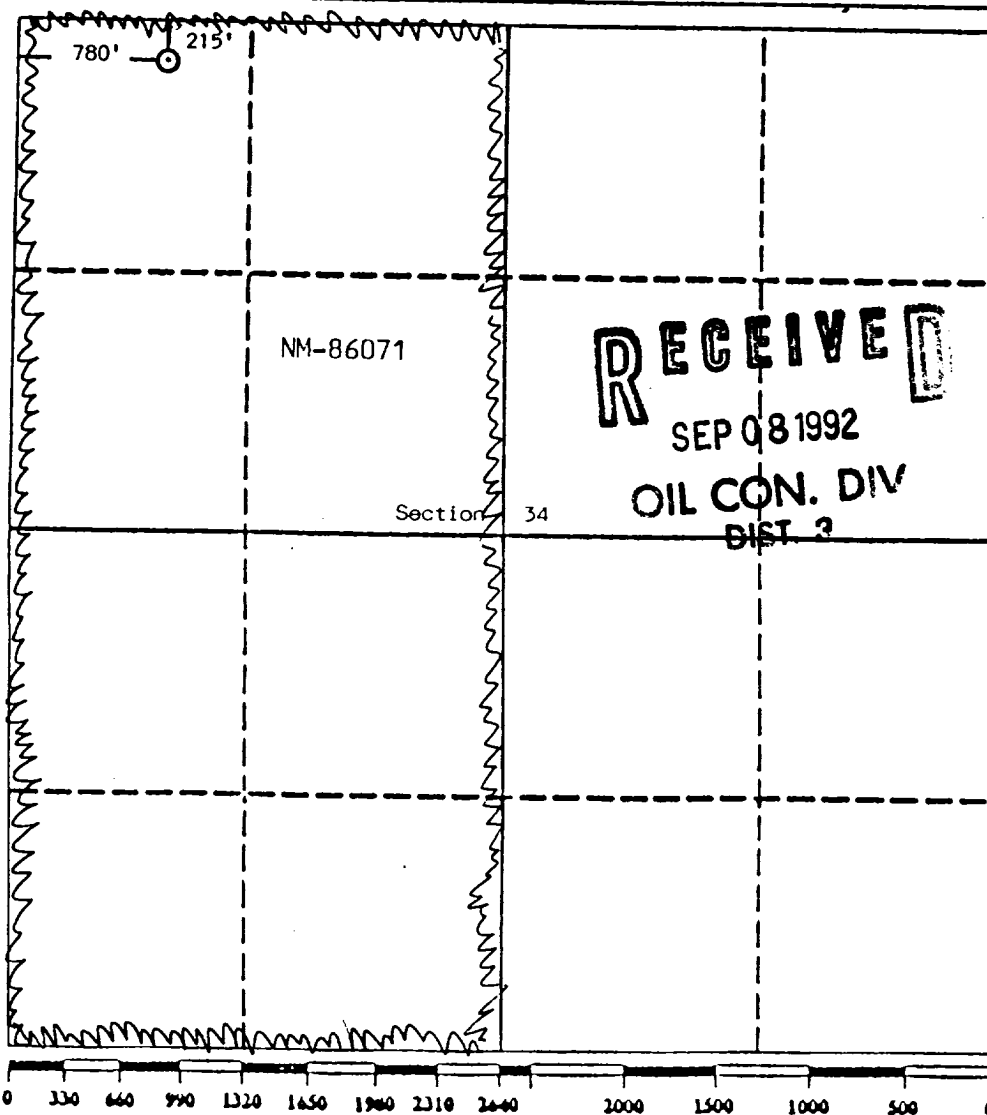 780' 215'
NM-86071
RECEIVED
SEP 08 1992
OIL CON. DIV
DIST. 3
Section 34
0 330 660 990 1320 1650 1980 2310 2640 2000 1500 1000 500